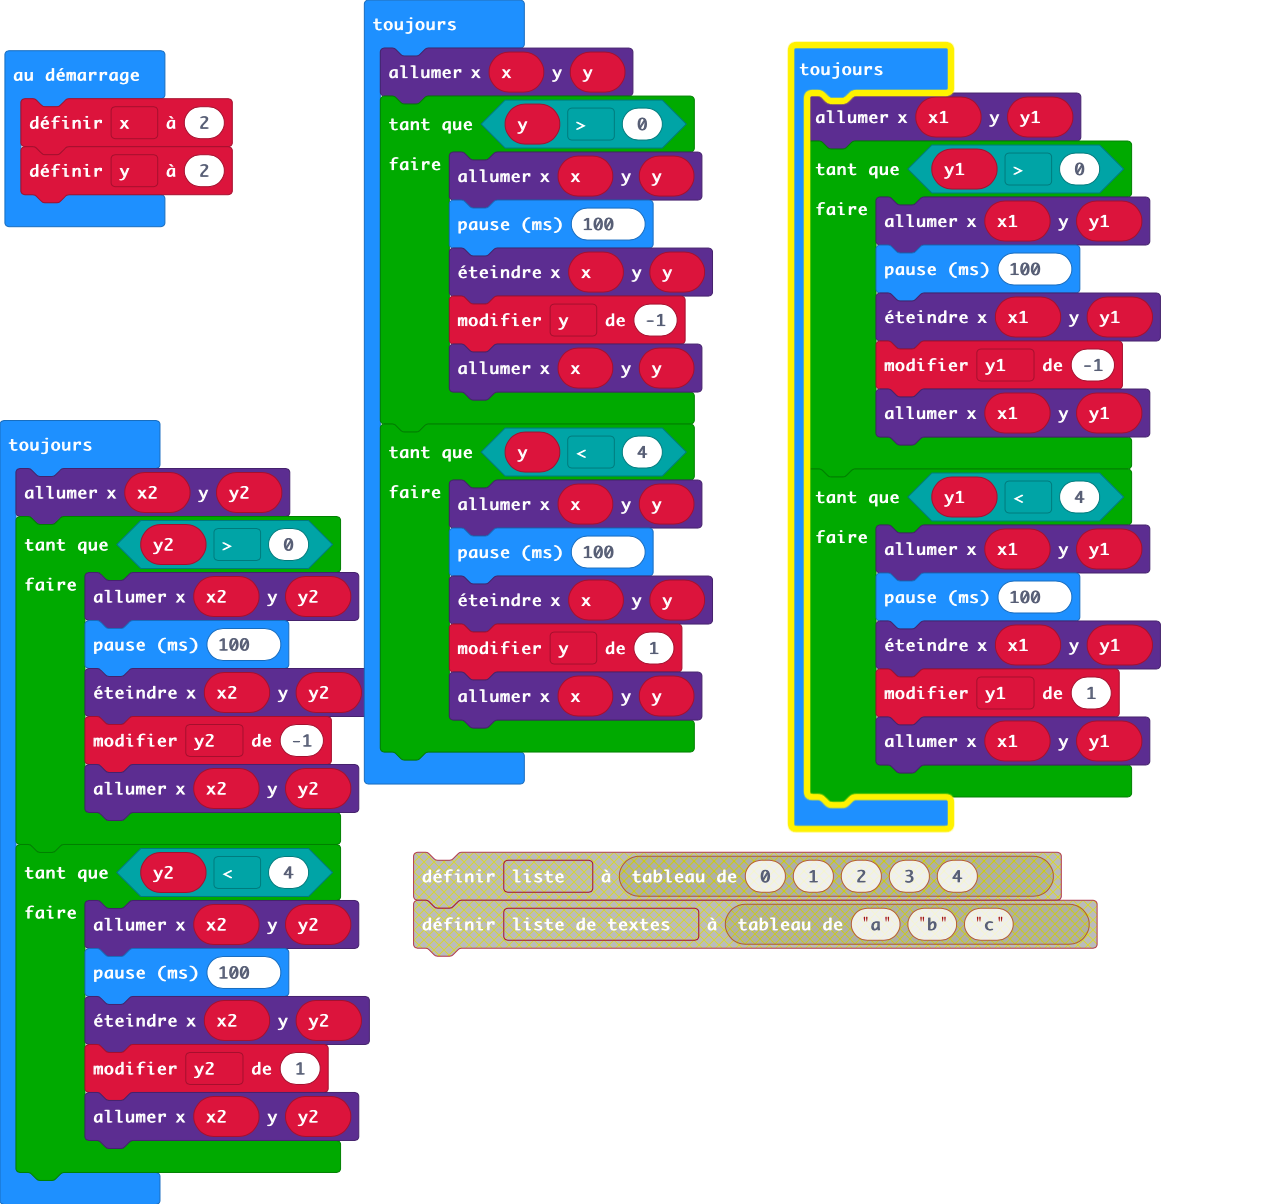 au démarrage
définir x à 2
définir y à 2
toujours
allumer x x y y
tant que y > 0
faire
allumer x x y y
pause (ms) 100
éteindre x x y y
modifier y de -1
allumer x x y y
tant que y < 4
faire
allumer x x y y
pause (ms) 100
éteindre x x y y
modifier y de 1
allumer x x y y
toujours
allumer x x1 y y1
tant que y1 > 0
faire
allumer x x1 y y1
pause (ms) 100
éteindre x x1 y y1
modifier y1 de -1
allumer x x1 y y1
tant que y1 < 4
faire
allumer x x1 y y1
pause (ms) 100
éteindre x x1 y y1
modifier y1 de 1
allumer x x1 y y1
toujours
allumer x x2 y y2
tant que y2 > 0
faire
allumer x x2 y y2
pause (ms) 100
éteindre x x2 y y2
modifier y2 de -1
allumer x x2 y y2
tant que y2 < 4
faire
allumer x x2 y y2
pause (ms) 100
éteindre x x2 y y2
modifier y2 de 1
allumer x x2 y y2
définir liste à tableau de 0 1 2 3 4
définir liste de textes à tableau de "a" "b" "c"